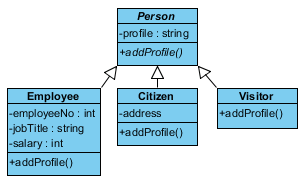 Person
-profile : string
+addProfile()
Employee
-employeeNo : int
-jobTitle : string
-salary : int
+addProfile()
Citizen
-address
+addProfile()
Visitor
+addProfile()